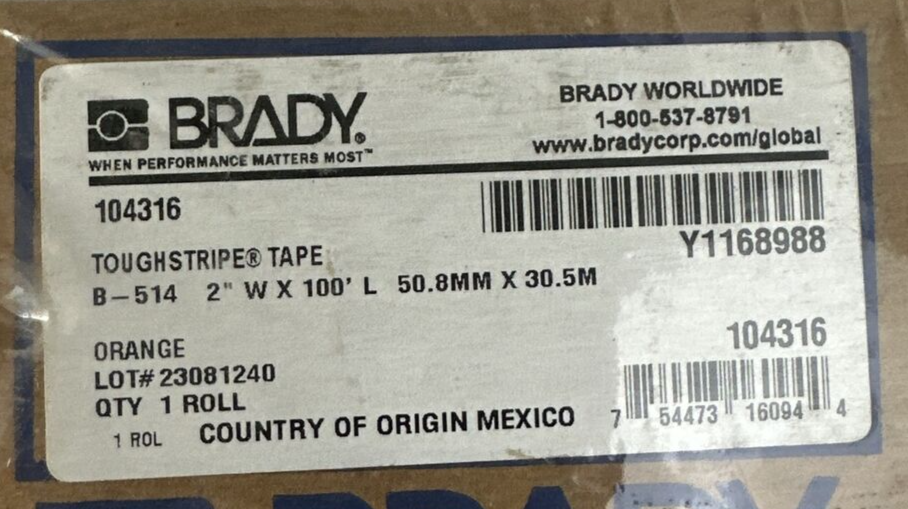 BRADY®
WHEN PERFORMANCE MATTERS MOST™
BRADY WORLDWIDE
1-800-537-8791
www.bradycorp.com/global
104316
Y1168988
TOUGHSTRIPE® TAPE
B-514 2" W X 100' L 50.8MM X 30.5M
104316
ORANGE
LOT# 23081240
QTY 1 ROLL
1 ROL COUNTRY OF ORIGIN MEXICO
7 54473 16094 4
BRADY